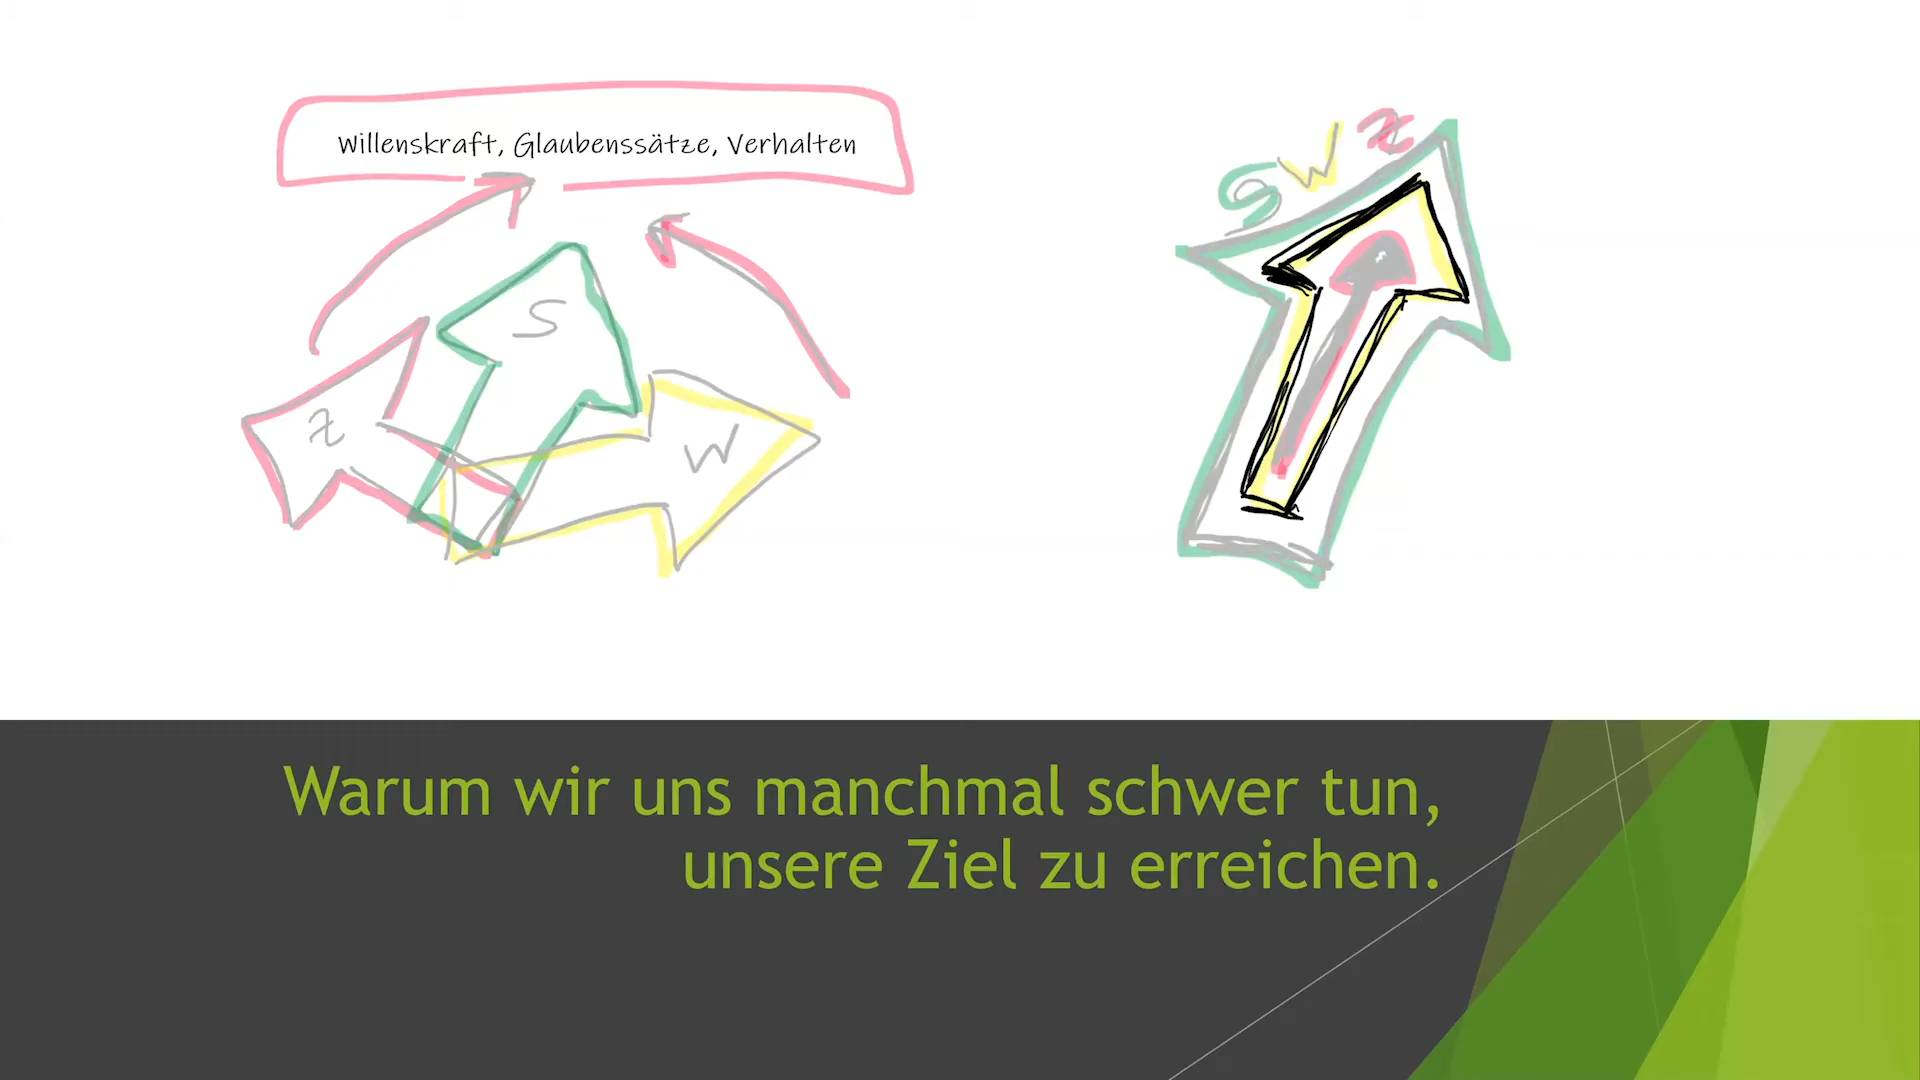 Willenskraft, Glaubenssätze, Verhalten
S W Z
S
Z
W
Warum wir uns manchmal schwer tun,
unsere Ziel zu erreichen.